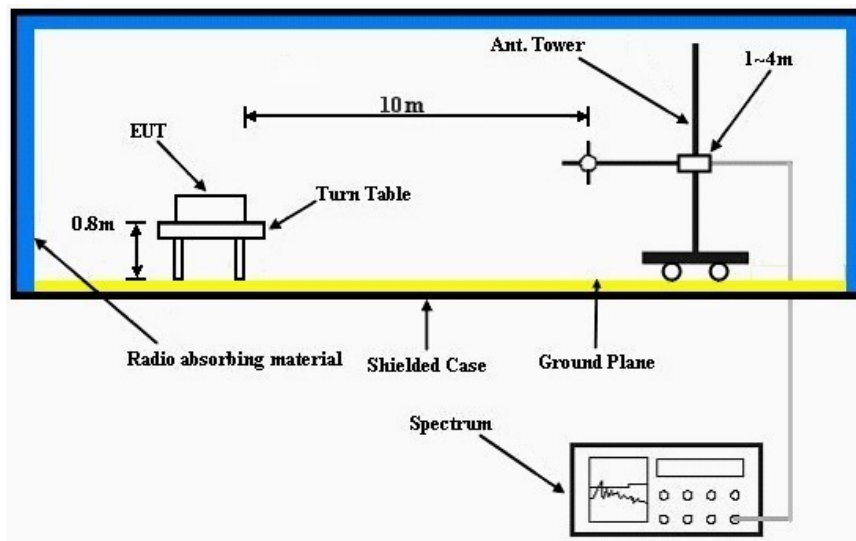 Ant. Tower
1~4m
10m
EUT
Turn Table
0.8m
Radio absorbing material
Shielded Case
Ground Plane
Spectrum